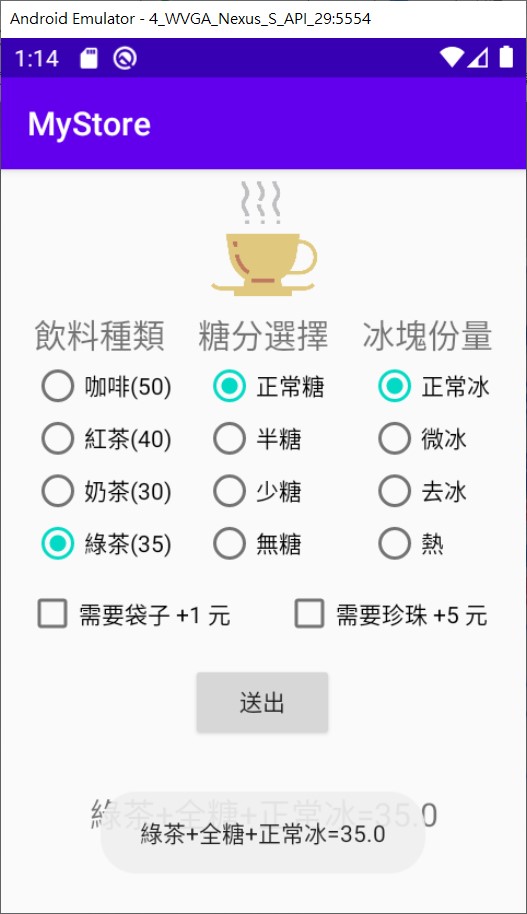 Android Emulator - 4_WVGA_Nexus_S_API_29:5554
1:14
MyStore
飲料種類 糖分選擇 冰塊份量
咖啡(50) 正常糖 正常冰
紅茶(40) 半糖 微冰
奶茶(30) 少糖 去冰
綠茶(35) 無糖 熱
需要袋子 +1 元 需要珍珠 +5 元
送出
綠茶+全糖+正常冰=35.0
綠茶+全糖+正常冰=35.0